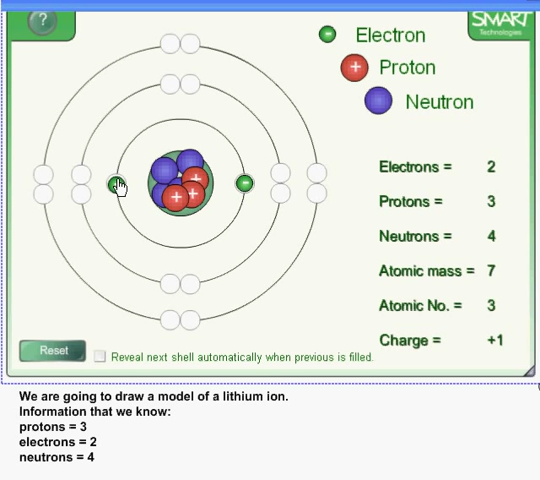 ?
SMART
Technologies
- Electron
+ Proton
Neutron
Electrons = 2
Protons = 3
Neutrons = 4
Atomic mass = 7
Atomic No. = 3
Charge = +1
Reset
Reveal next shell automatically when previous is filled.
We are going to draw a model of a lithium ion.
Information that we know:
protons = 3
electrons = 2
neutrons = 4